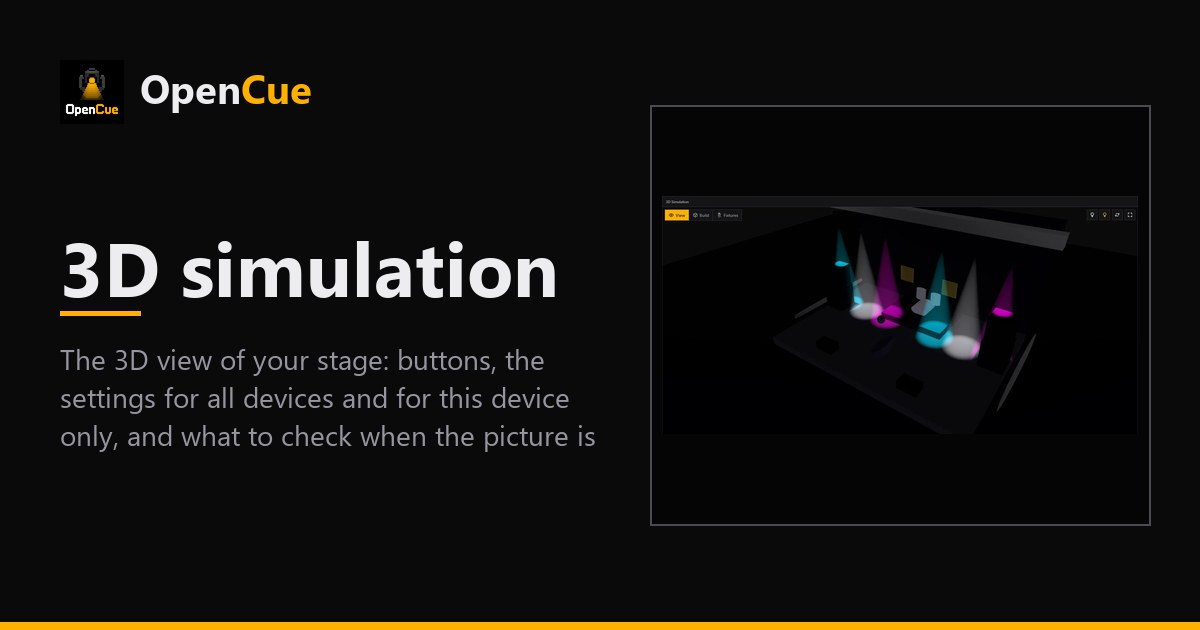 OpenCue
OpenCue
3D simulation
The 3D view of your stage: buttons, the
settings for all devices and for this device
only, and what to check when the picture is
3D Simulation
View Build Fixtures